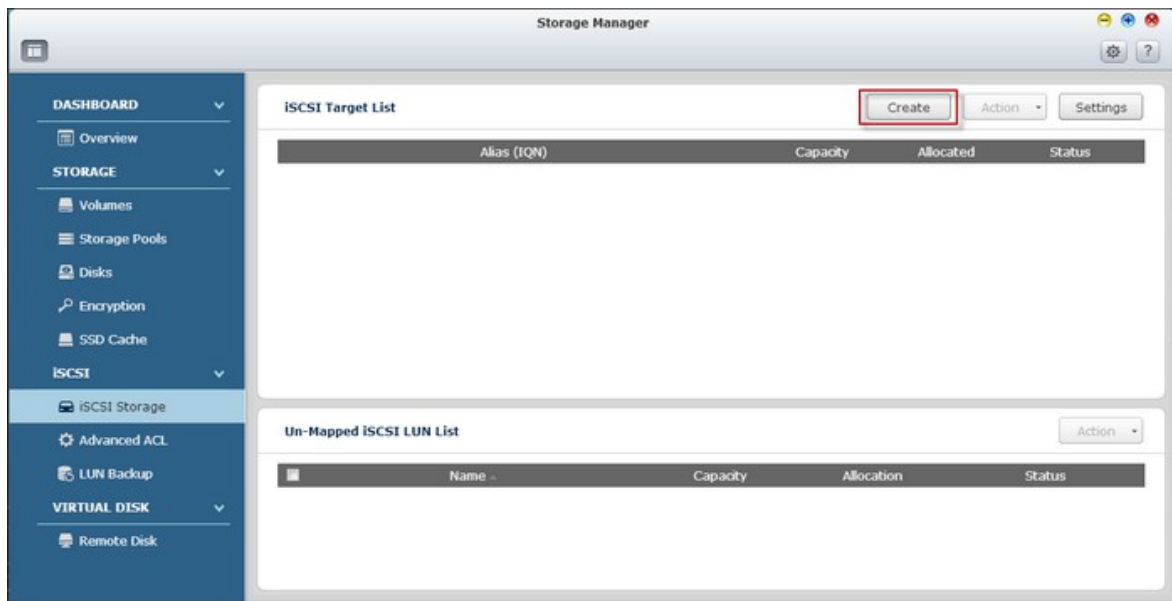 Storage Manager
?
DASHBOARD
Overview
STORAGE
Volumes
Storage Pools
Disks
Encryption
SSD Cache
iSCSI
iSCSI Storage
Advanced ACL
LUN Backup
VIRTUAL DISK
Remote Disk
iSCSI Target List Create Action Settings
Alias (IQN) Capacity Allocated Status
Un-Mapped iSCSI LUN List Action
Name Capacity Allocation Status